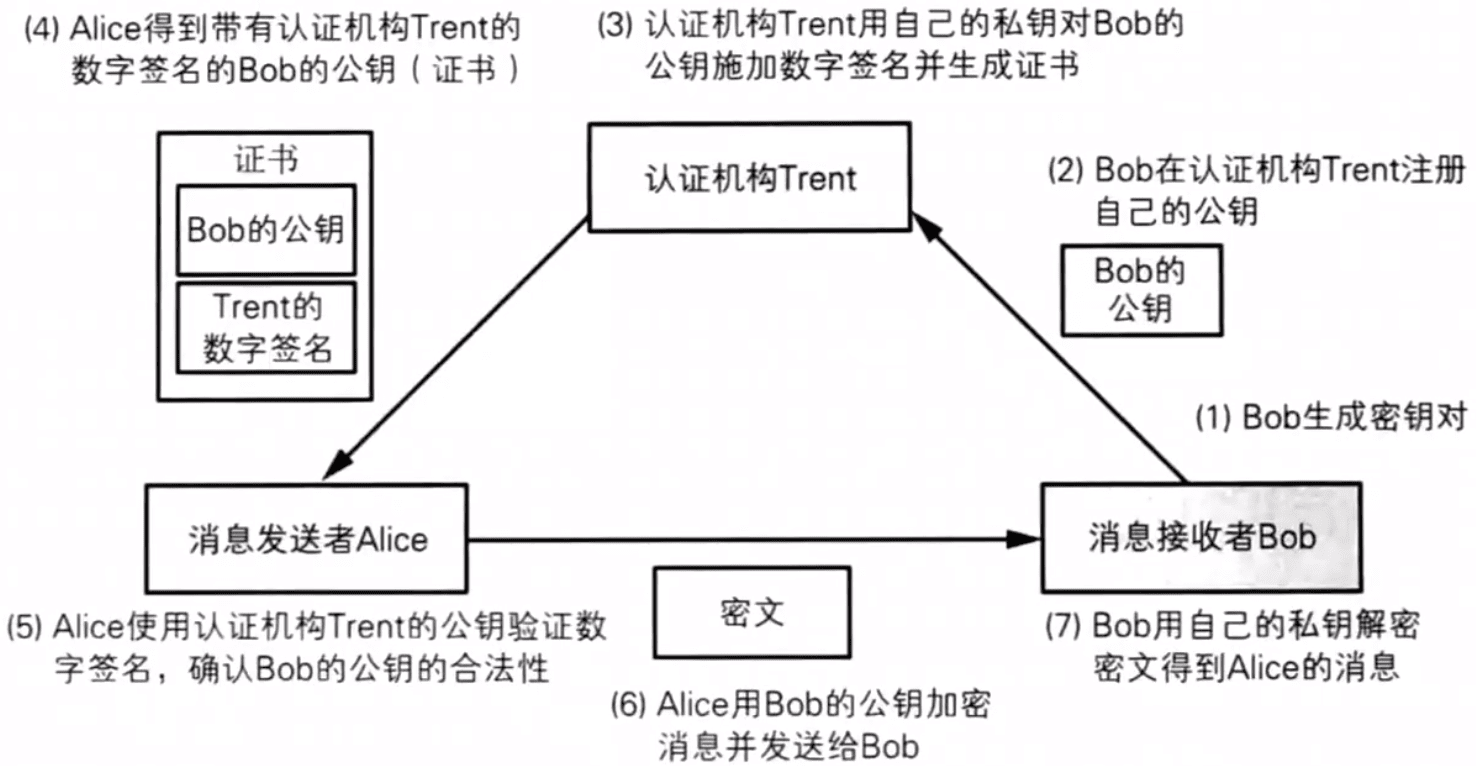 (4) Alice得到带有认证机构Trent的
数字签名的Bob的公钥（证书）
(3) 认证机构Trent用自己的私钥对Bob的
公钥施加数字签名并生成证书
证书
Bob的公钥
Trent的
数字签名
认证机构Trent
(2) Bob在认证机构Trent注册
自己的公钥
Bob的
公钥
(1) Bob生成密钥对
消息发送者Alice
消息接收者Bob
(5) Alice使用认证机构Trent的公钥验证数
字签名，确认Bob的公钥的合法性
密文
(6) Alice用Bob的公钥加密
消息并发送给Bob
(7) Bob用自己的私钥解密
密文得到Alice的消息